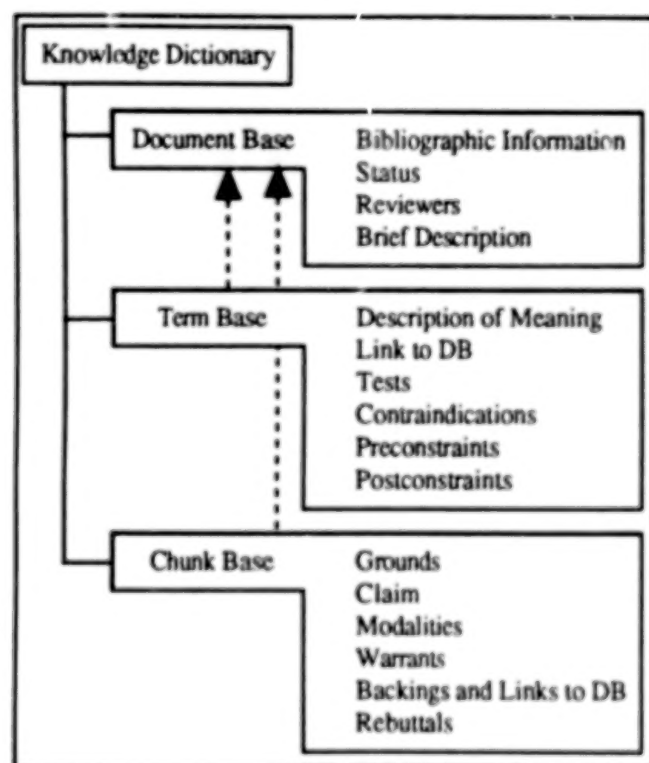 Knowledge Dictionary
Document Base
Bibliographic Information
Status
Reviewers
Brief Description
Term Base
Description of Meaning
Link to DB
Tests
Contraindications
Preconstraints
Postconstraints
Chunk Base
Grounds
Claim
Modalities
Warrants
Backings and Links to DB
Rebuttals